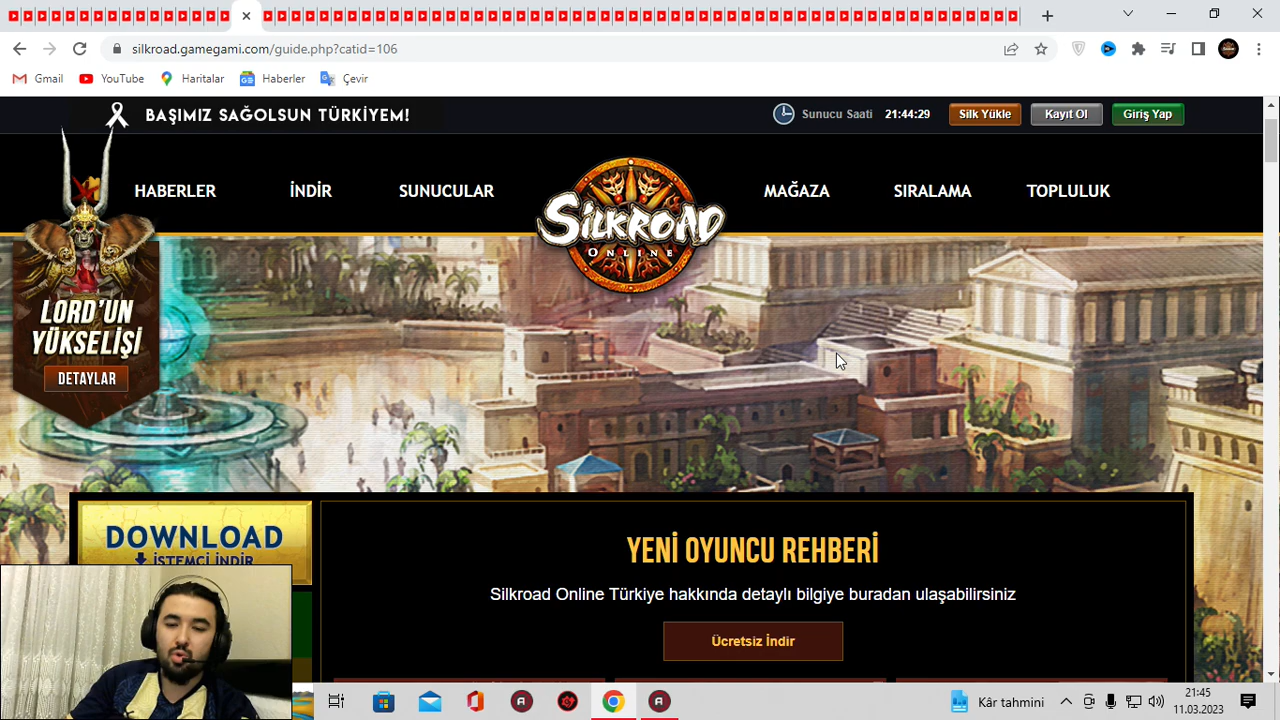 silkroad.gamegami.com/guide.php?catid=106
Gmail YouTube Haritalar Haberler Çevir
BAŞIMIZ SAĞOLSUN TÜRKİYEM!
Sunucu Saati 21:44:29 Silk Yükle Kayıt Ol Giriş Yap
HABERLER İNDİR SUNUCULAR MAĞAZA SIRALAMA TOPLULUK
SILKROAD
ONLINE
LORD'UN
YÜKSELİŞİ
DETAYLAR
DOWNLOAD
İSTEMCİ İNDİR
YENİ OYUNCU REHBERİ
Silkroad Online Türkiye hakkında detaylı bilgiye buradan ulaşabilirsiniz
Ücretsiz İndir
Kâr tahmini
21:45
11.03.2023